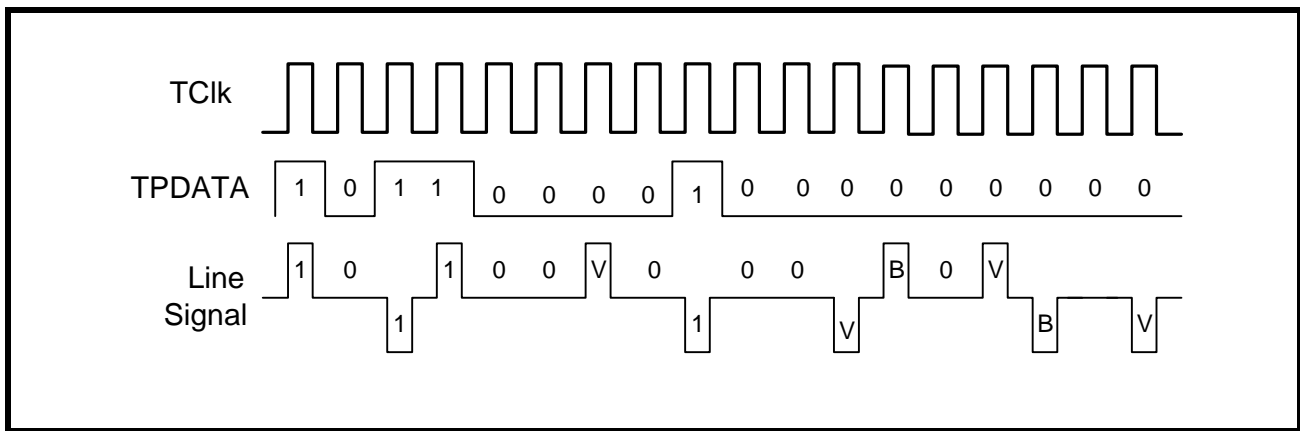 TClk
TPDATA 1 0 1 1 0 0 0 0 1 0 0 0 0 0 0 0 0 0
Line Signal 1 0 1 1 0 0 V 0 1 0 0 V B 0 V B V